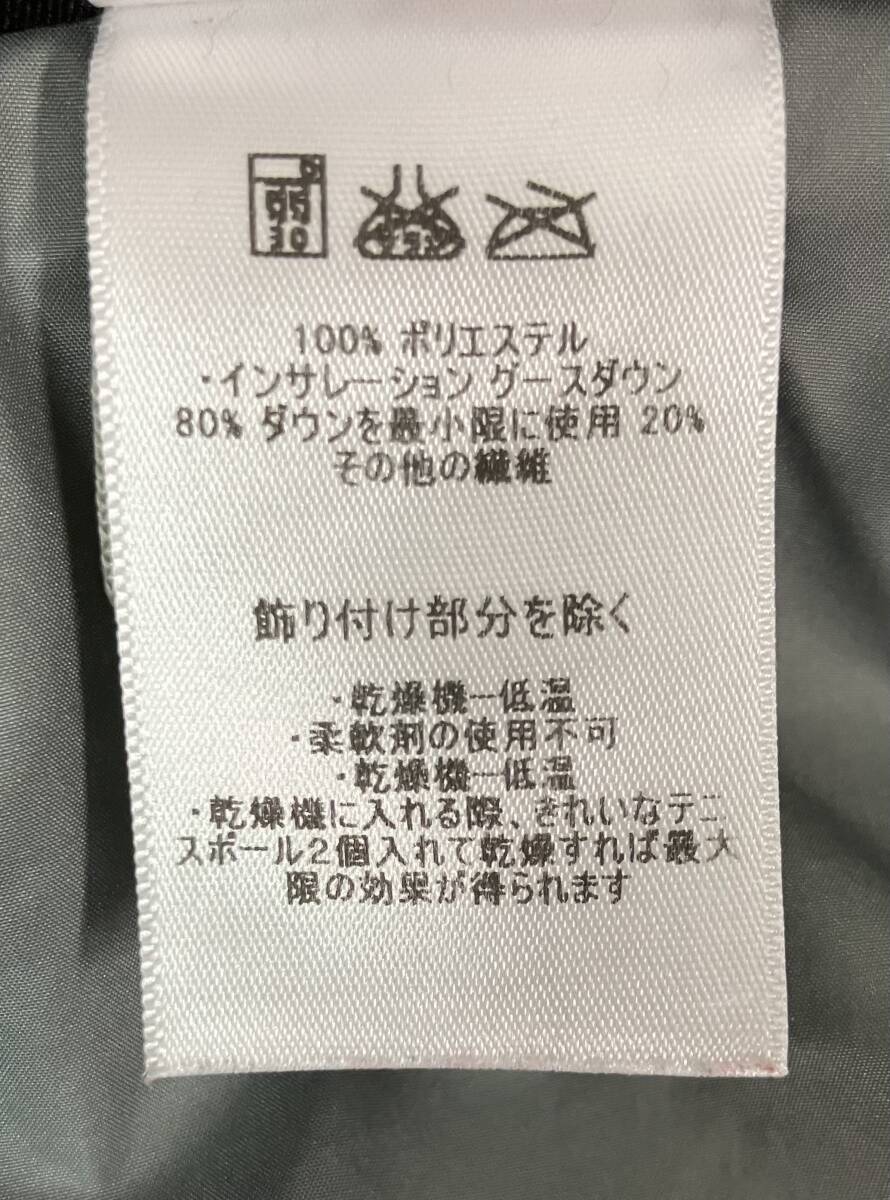 100% ポリエステル
・インサレーション グースダウン
80% ダウンを最小限に使用 20%
その他の繊維
飾り付け部分を除く
・乾燥機－低温
・柔軟剤の使用不可
・乾燥機－低温
・乾燥機に入れる際、きれいなテニ
スボール2個入れて乾燥すれば最大
限の効果が得られます